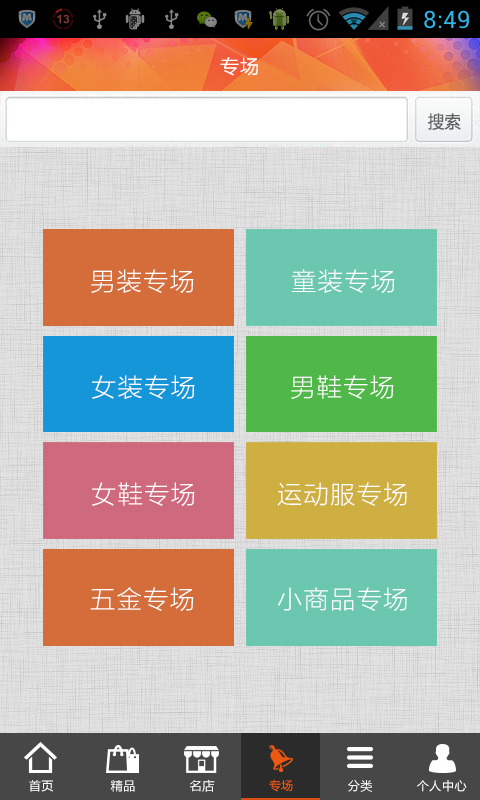 13
8:49
专场
搜索
男装专场
童装专场
女装专场
男鞋专场
女鞋专场
运动服专场
五金专场
小商品专场
首页
精品
名店
专场
分类
个人中心